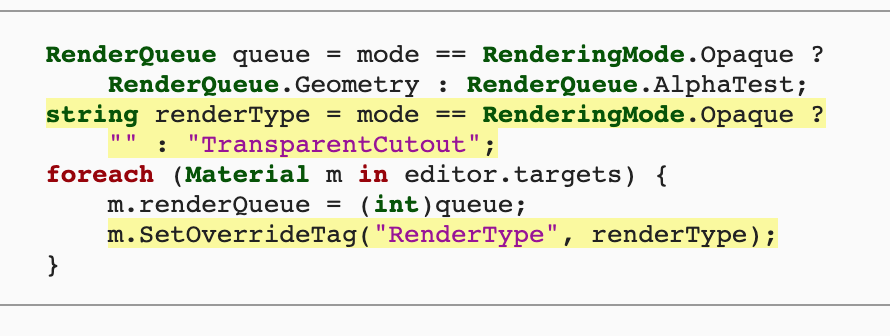 RenderQueue queue = mode == RenderingMode.Opaque ?
RenderQueue.Geometry : RenderQueue.AlphaTest;
string renderType = mode == RenderingMode.Opaque ?
"" : "TransparentCutout";
foreach (Material m in editor.targets) {
m.renderQueue = (int)queue;
m.SetOverrideTag("RenderType", renderType);
}